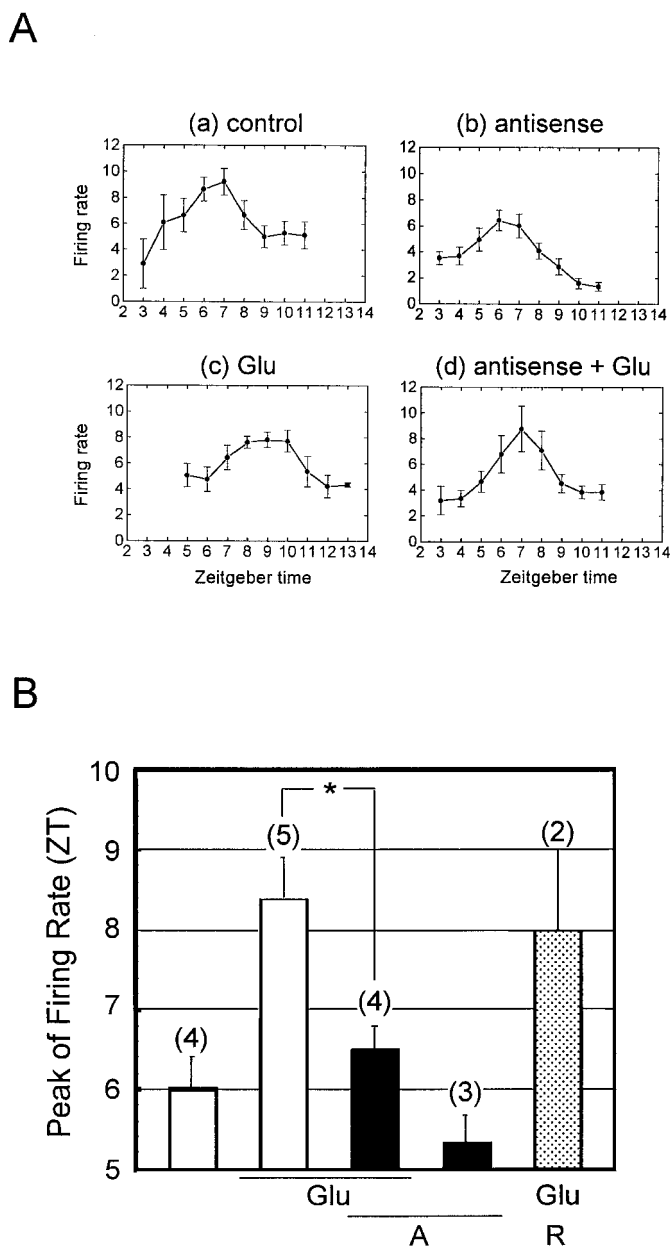 A
(a) control
(b) antisense
Firing rate
12
10
8
6
4
2
0
2 3 4 5 6 7 8 9 10 11 12 13 14
12
10
8
6
4
2
0
2 3 4 5 6 7 8 9 10 11 12 13 14
(c) Glu
(d) antisense + Glu
Firing rate
12
10
8
6
4
2
0
2 3 4 5 6 7 8 9 10 11 12 13 14
Zeitgeber time
12
10
8
6
4
2
0
2 3 4 5 6 7 8 9 10 11 12 13 14
Zeitgeber time
B
Peak of Firing Rate (ZT)
10
9
8
7
6
5
(4)
(5)
*
(4)
(3)
(2)
Glu
Glu
A
R